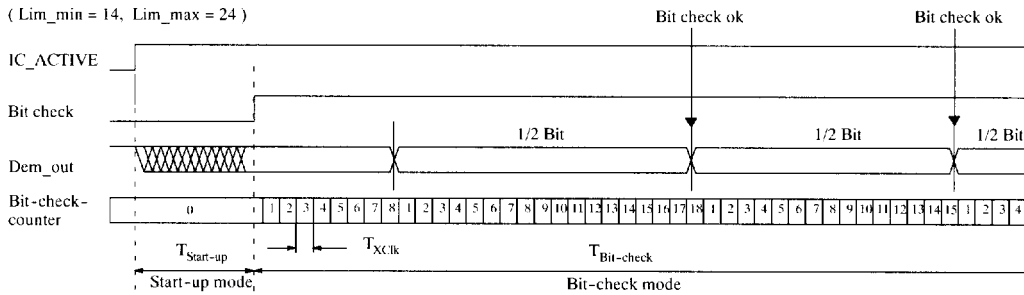 ( Lim_min = 14, Lim_max = 24 )
Bit check ok
Bit check ok
IC_ACTIVE
Bit check
1/2 Bit
1/2 Bit
1/2 Bit
Dem_out
Bit-check-
counter
0
1 2 3 4 5 6 7 8 1 2 3 4 5 6 7 8 9 10 11 12 13 14 15 16 17 18 1 2 3 4 5 6 7 8 9 10 11 12 13 14 15 1 2 3 4
TStart-up
TXClk
TBit-check
Start-up mode
Bit-check mode